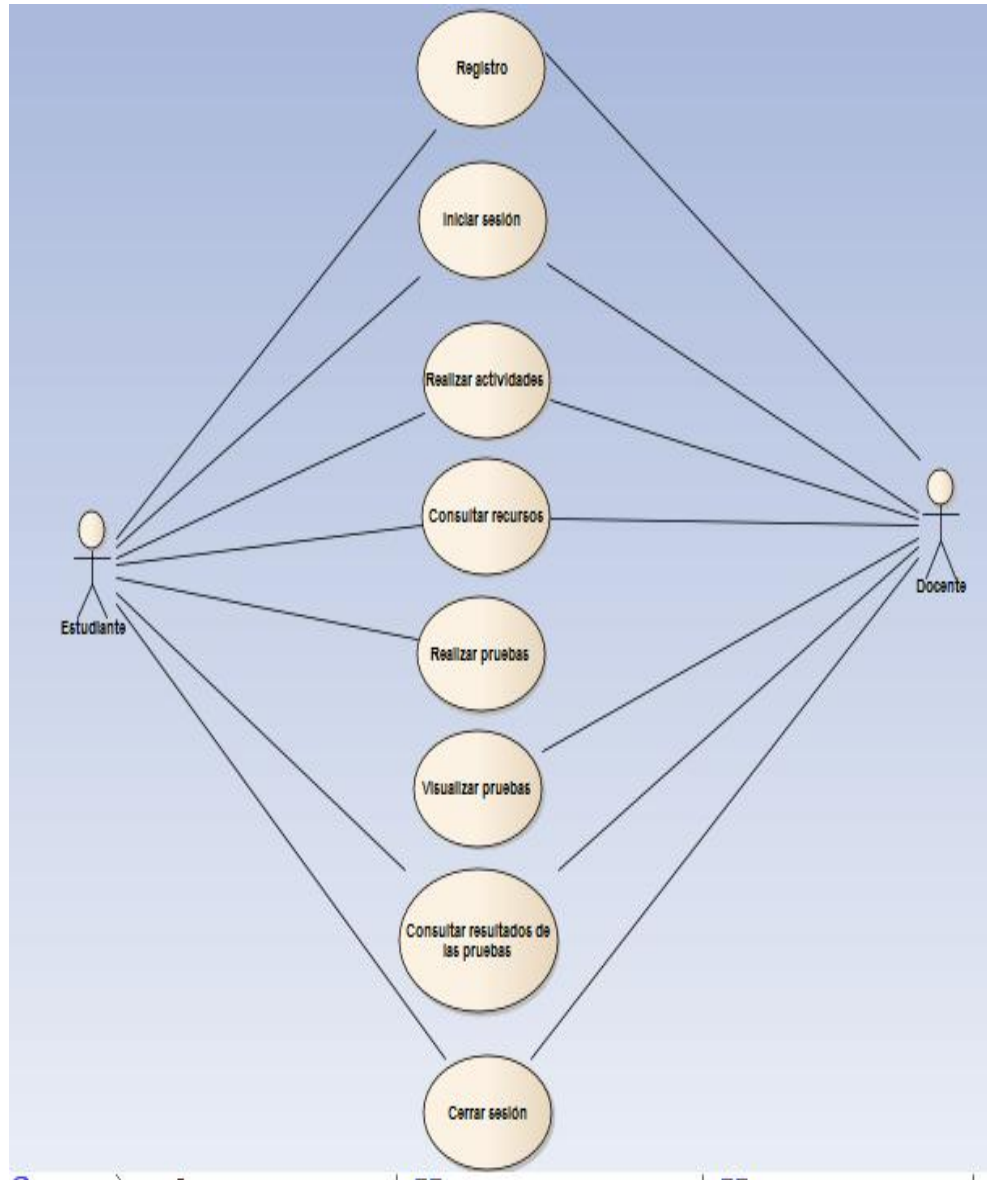 Registro
Iniciar sesión
Realizar actividades
Consultar recursos
Docente
Estudiante
Realizar pruebas
Visualizar pruebas
Consultar resultados de
las pruebas
Cerrar sesión